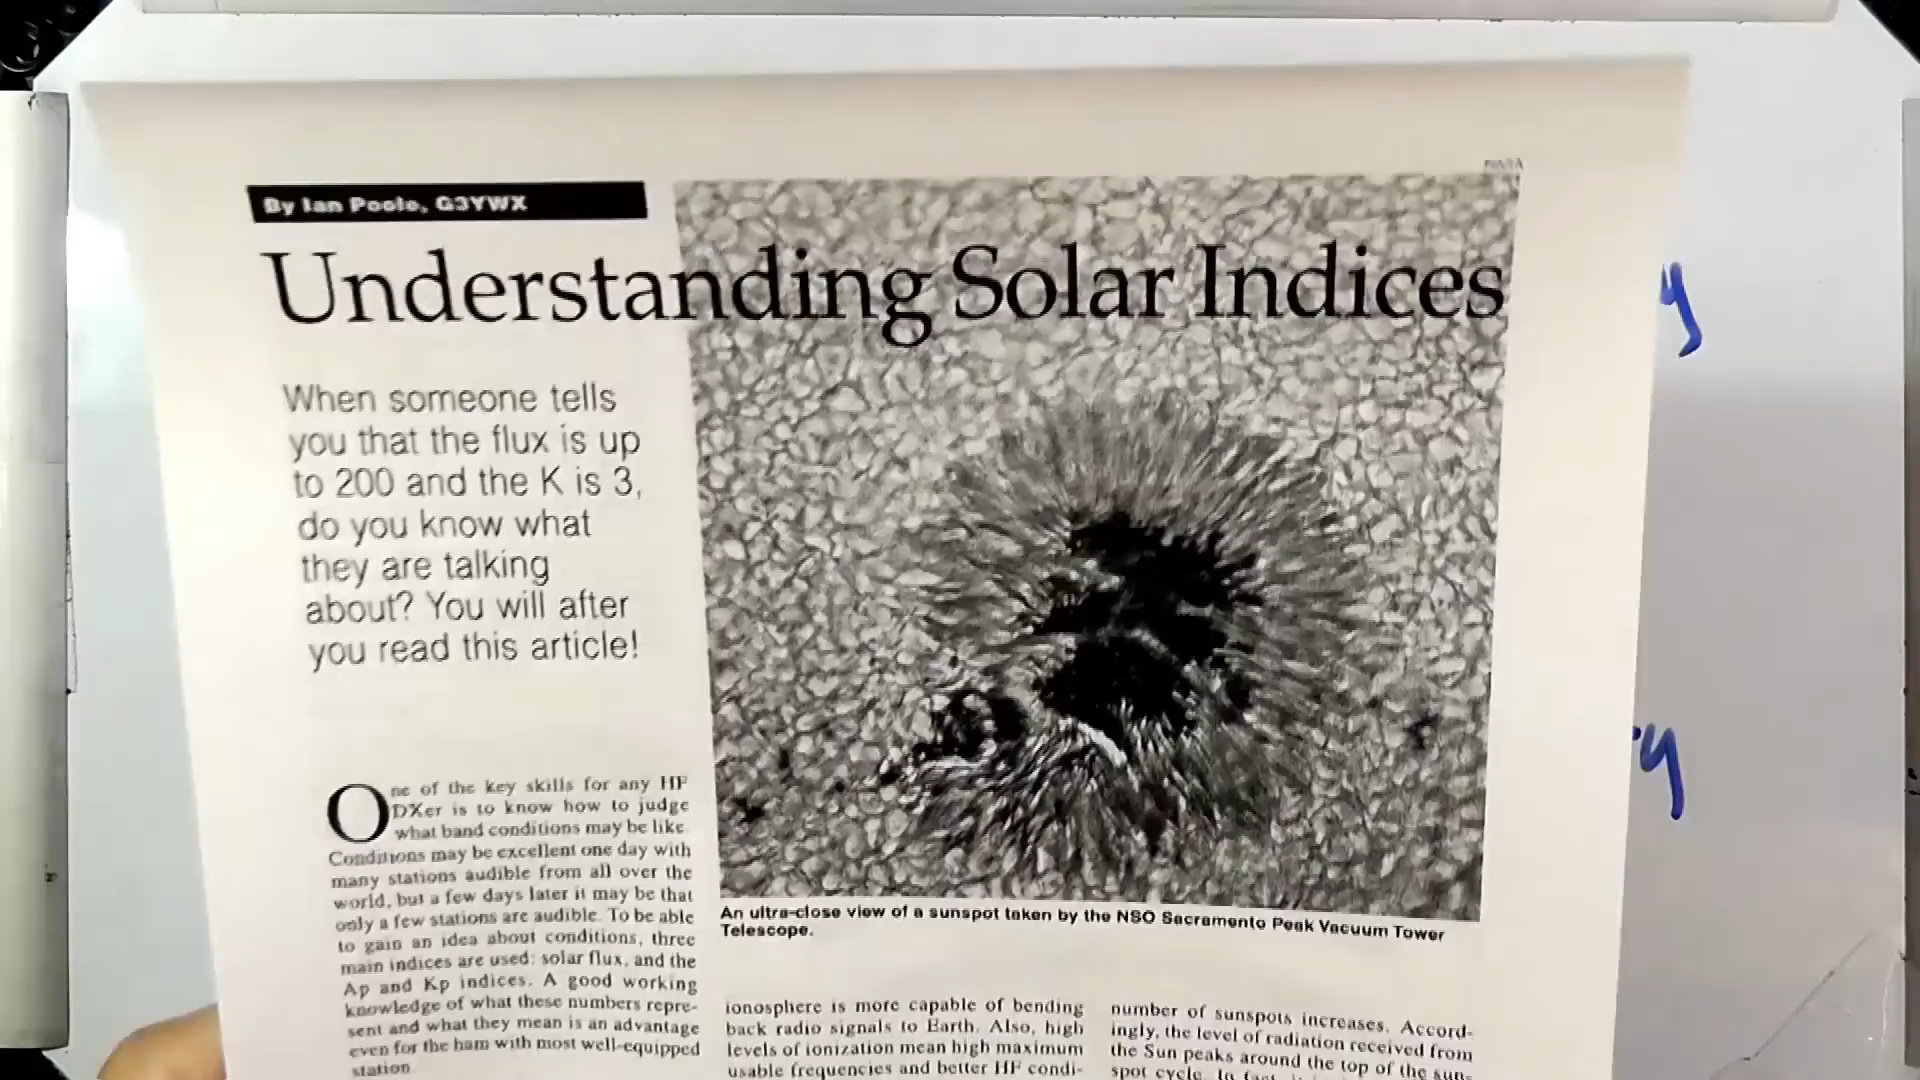 By Ian Poole, G3YWX
Understanding Solar Indices
When someone tells
you that the flux is up
to 200 and the K is 3,
do you know what
they are talking
about? You will after
you read this article!
One of the key skills for any HF
DXer is to know how to judge
what band conditions may be like.
Conditions may be excellent one day with
many stations audible from all over the
world, but a few days later it may be that
only a few stations are audible. To be able
to gain an idea about conditions, three
main indices are used: solar flux, and the
Ap and Kp indices. A good working
knowledge of what these numbers repre-
sent and what they mean is an advantage
even for the ham with most well-equipped
station.
An ultra-close view of a sunspot taken by the NSO Sacramento Peak Vacuum Tower
Telescope.
ionosphere is more capable of bending
back radio signals to Earth. Also, high
levels of ionization mean high maximum
usable frequencies and better HF condi-
number of sunspots increases. Accord-
ingly, the level of radiation received from
the Sun peaks around the top of the sun-
spot cycle. In
y
y